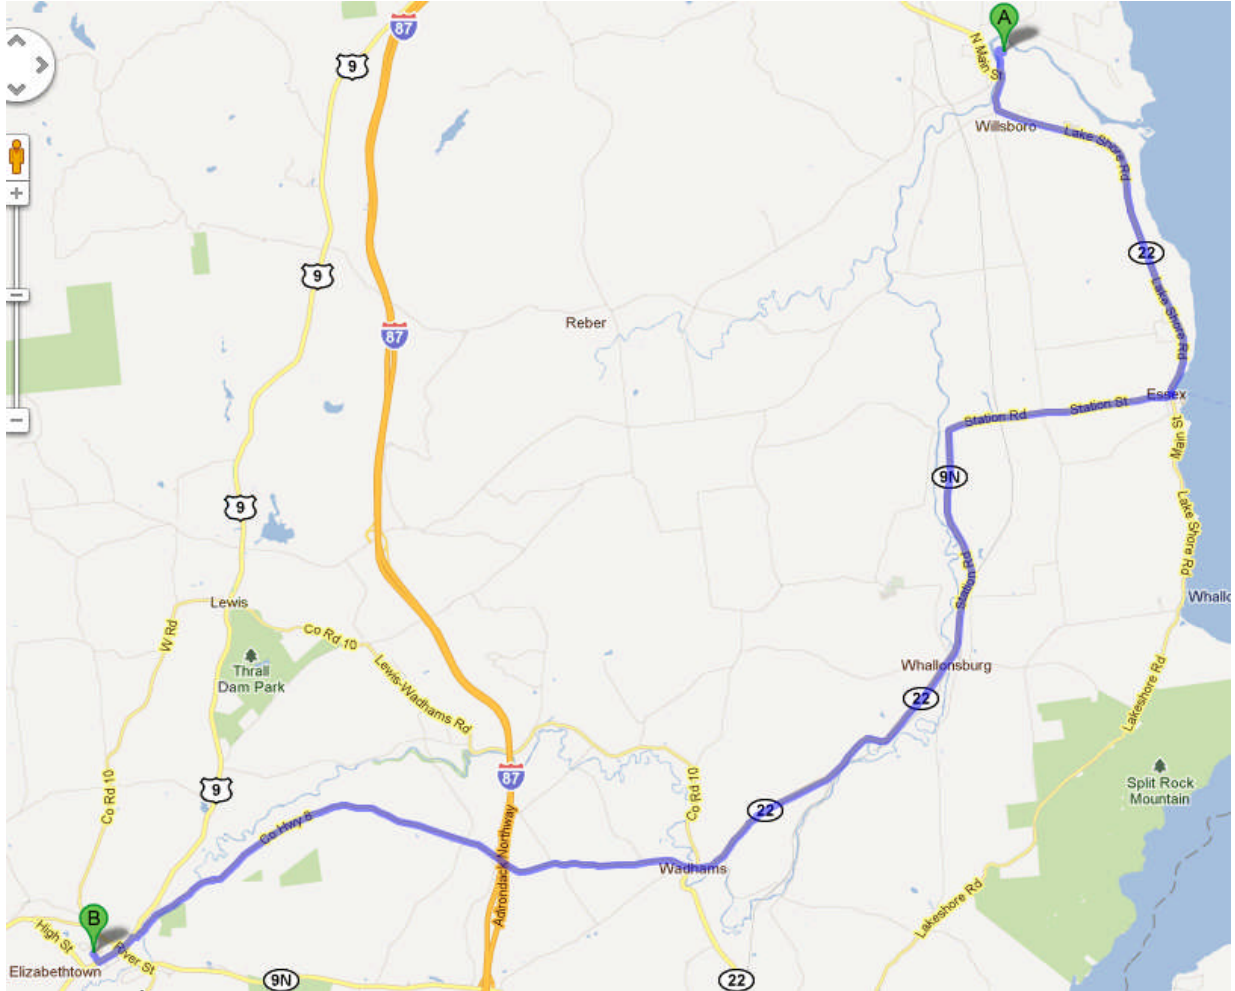 87
A
9
N Main St
Willsboro
Lake Shore Rd
22
9
Lake Shore Rd
Reber
87
Essex
Station St
Station Rd
Main St
9N
9
Lake Shore Rd
Station Rd
Whallo
Lewis
W Rd
Co Rd 10
Thrall
Dam Park
Lewis-Wadhams Rd
Whallonsburg
22
Lakeshore Rd
87
Co Rd 10
Co Rd 10
9
Split Rock
Mountain
22
Co Hwy 8
Adirondack Northway
Wadhams
Lakeshore Rd
B
High St
River St
Elizabethtown
9N
22